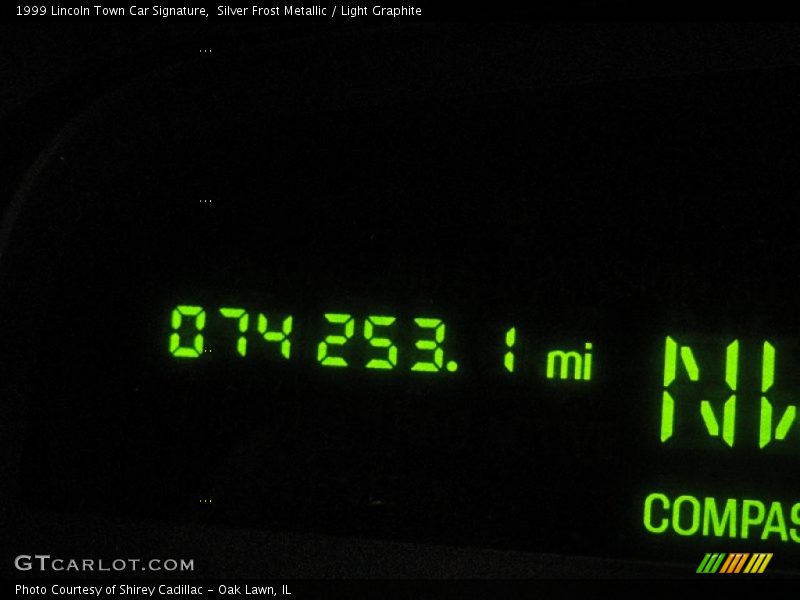 1999 Lincoln Town Car Signature,  Silver Frost Metallic / Light Graphite
074253.1 mi
COMPAS
GTCARLOT.COM
Photo Courtesy of Shirey Cadillac - Oak Lawn, IL